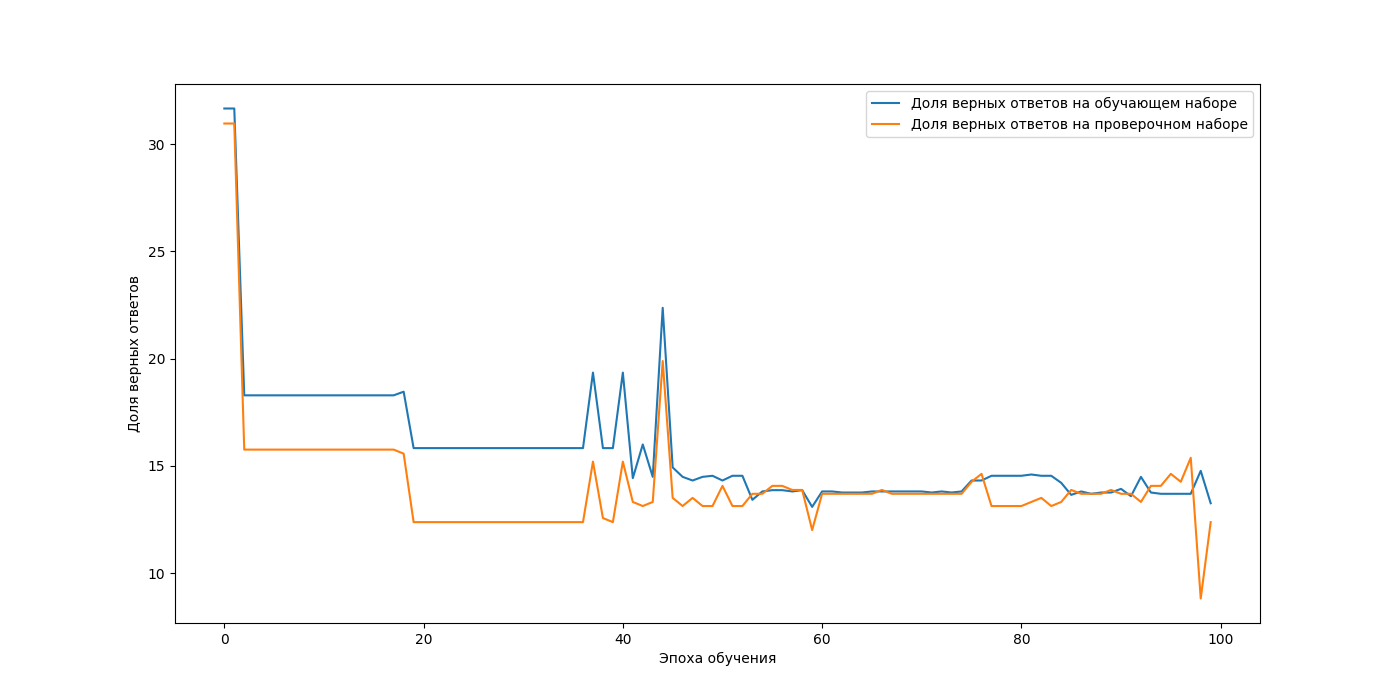 Доля верных ответов на обучающем наборе
Доля верных ответов на проверочном наборе
Доля верных ответов
30
25
20
15
10
0
20
40
60
80
100
Эпоха обучения